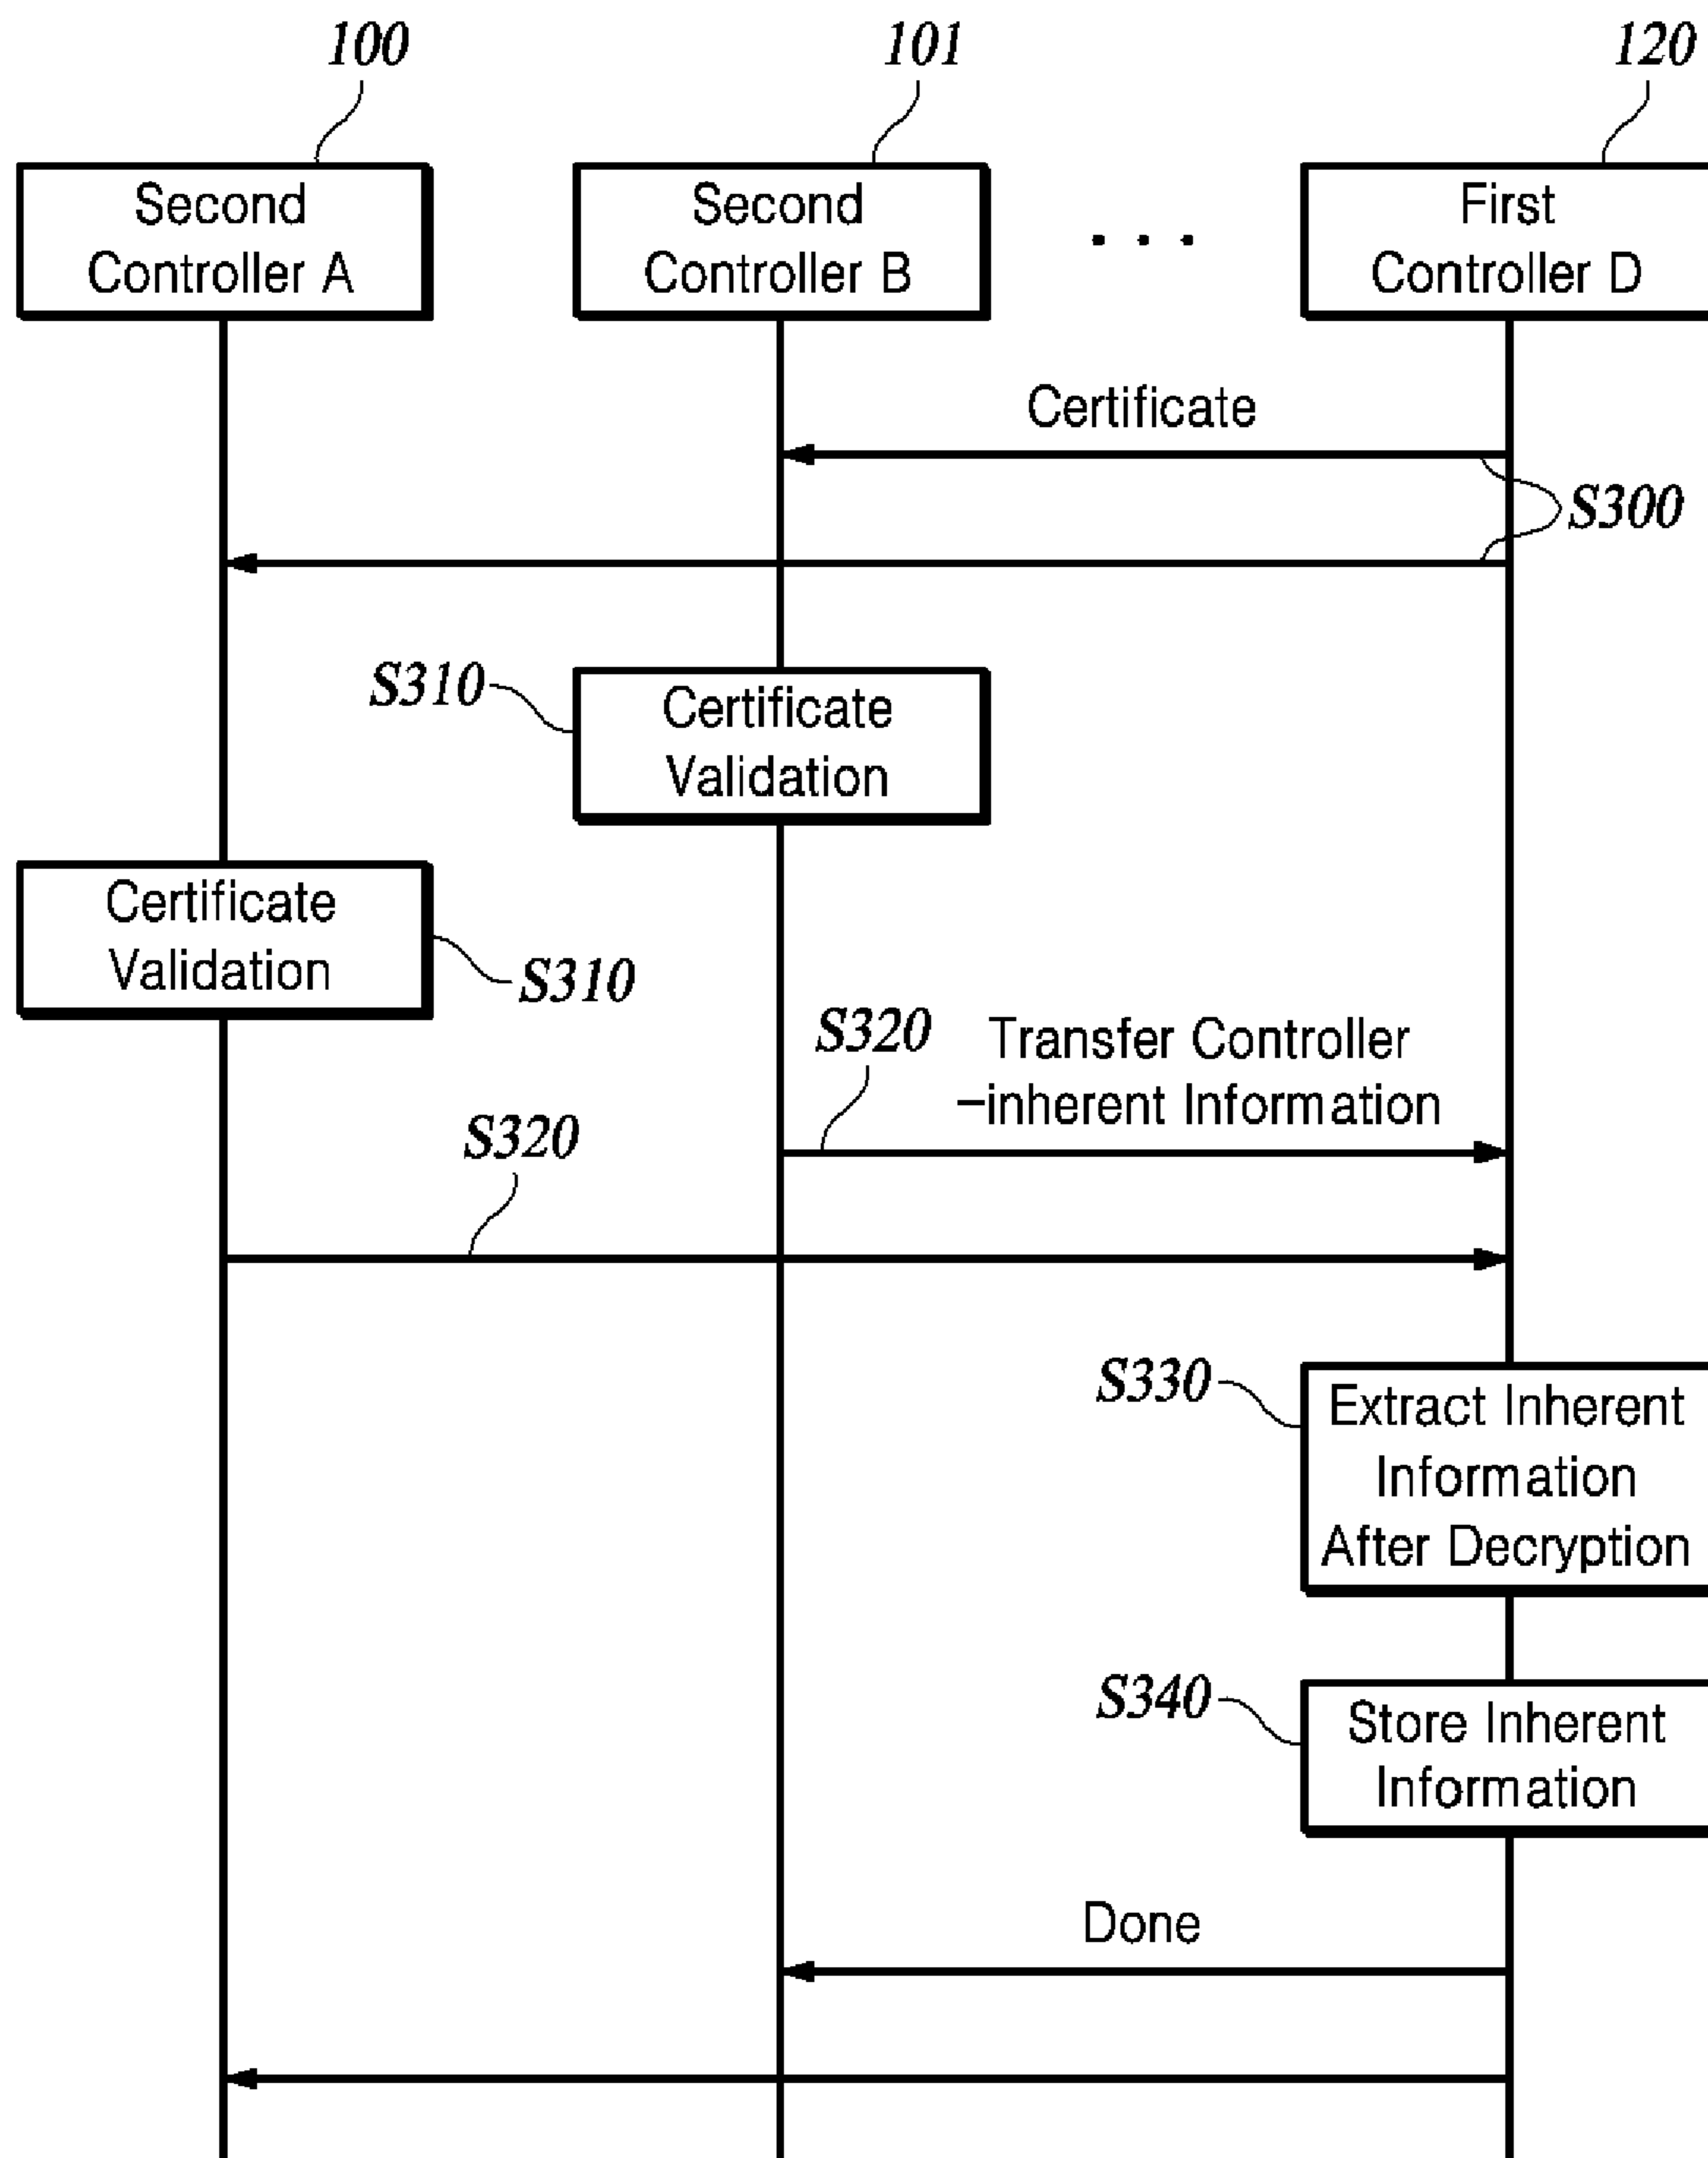 100
101
120
Second
Controller A
Second
Controller B
. . .
First
Controller D
Certificate
S300
S310
Certificate
Validation
Certificate
Validation
S310
S320
Transfer Controller
-inherent Information
S320
S330
Extract Inherent
Information
After Decryption
S340
Store Inherent
Information
Done